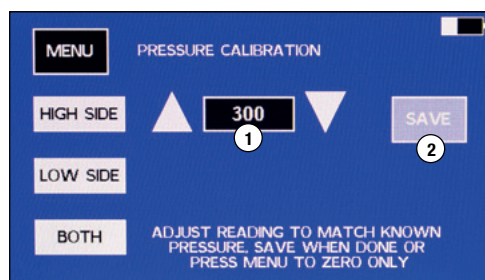 MENU
PRESSURE CALIBRATION
HIGH SIDE
300
SAVE
1
2
LOW SIDE
BOTH
ADJUST READING TO MATCH KNOWN
PRESSURE, SAVE WHEN DONE OR
PRESS MENU TO ZERO ONLY